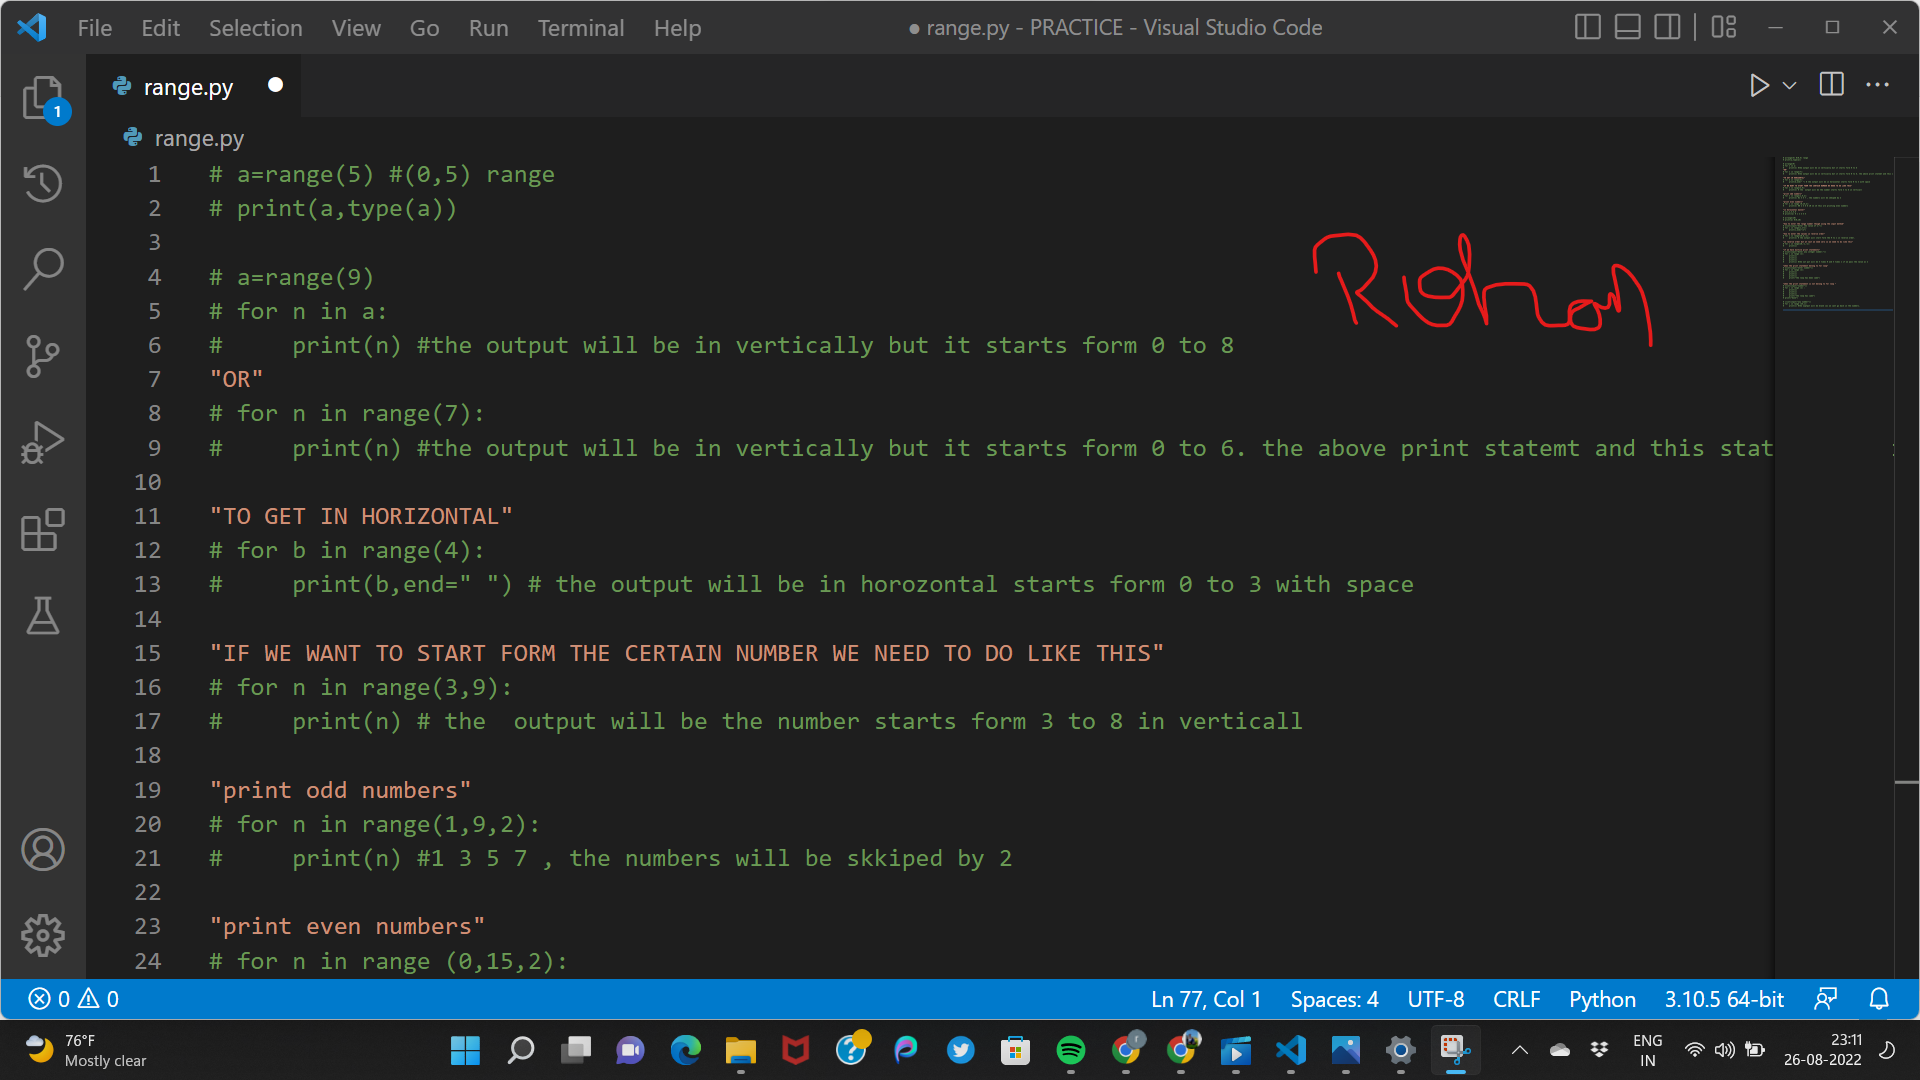 File Edit Selection View Go Run Terminal Help
● range.py - PRACTICE - Visual Studio Code
1
range.py
range.py
1 # a=range(5) #(0,5) range
2 # print(a,type(a))
3
4 # a=range(9)
5 # for n in a:
6 #     print(n) #the output will be in vertically but it starts form 0 to 8
7 "OR"
8 # for n in range(7):
9 #     print(n) #the output will be in vertically but it starts form 0 to 6. the above print statemt and this stat
10
11 "TO GET IN HORIZONTAL"
12 # for b in range(4):
13 #     print(b,end=" ") # the output will be in horozontal starts form 0 to 3 with space
14
15 "IF WE WANT TO START FORM THE CERTAIN NUMBER WE NEED TO DO LIKE THIS"
16 # for n in range(3,9):
17 #     print(n) # the  output will be the number starts form 3 to 8 in verticall
18
19 "print odd numbers"
20 # for n in range(1,9,2):
21 #     print(n) #1 3 5 7 , the numbers will be skkiped by 2
22
23 "print even numbers"
24 # for n in range (0,15,2):
Rohan
0 0 Ln 77, Col 1 Spaces: 4 UTF-8 CRLF Python 3.10.5 64-bit
76°F
Mostly clear
ENG
IN
23:11
26-08-2022